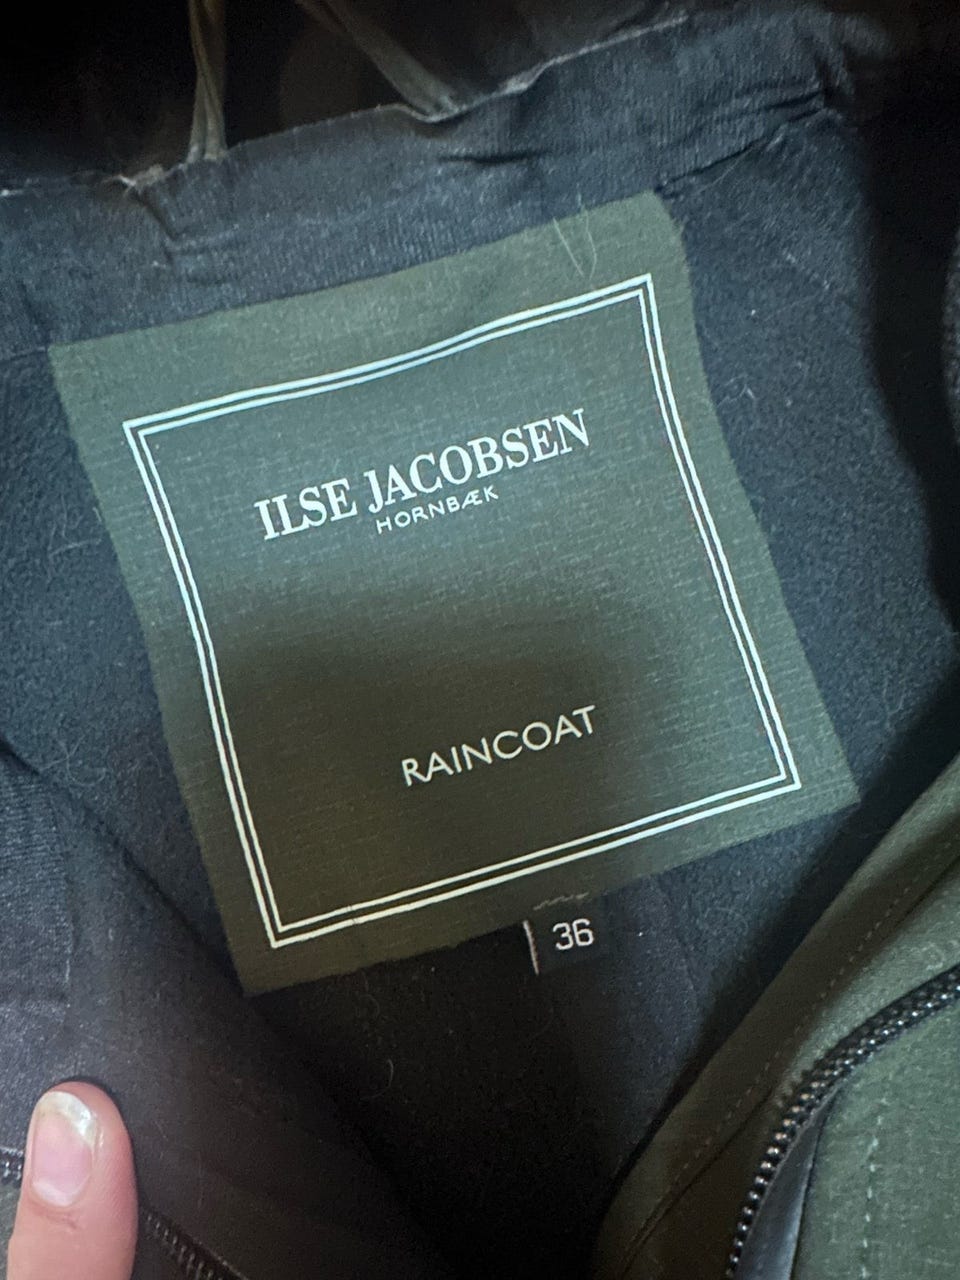 ILSE JACOBSEN
HORNBÆK
RAINCOAT
36